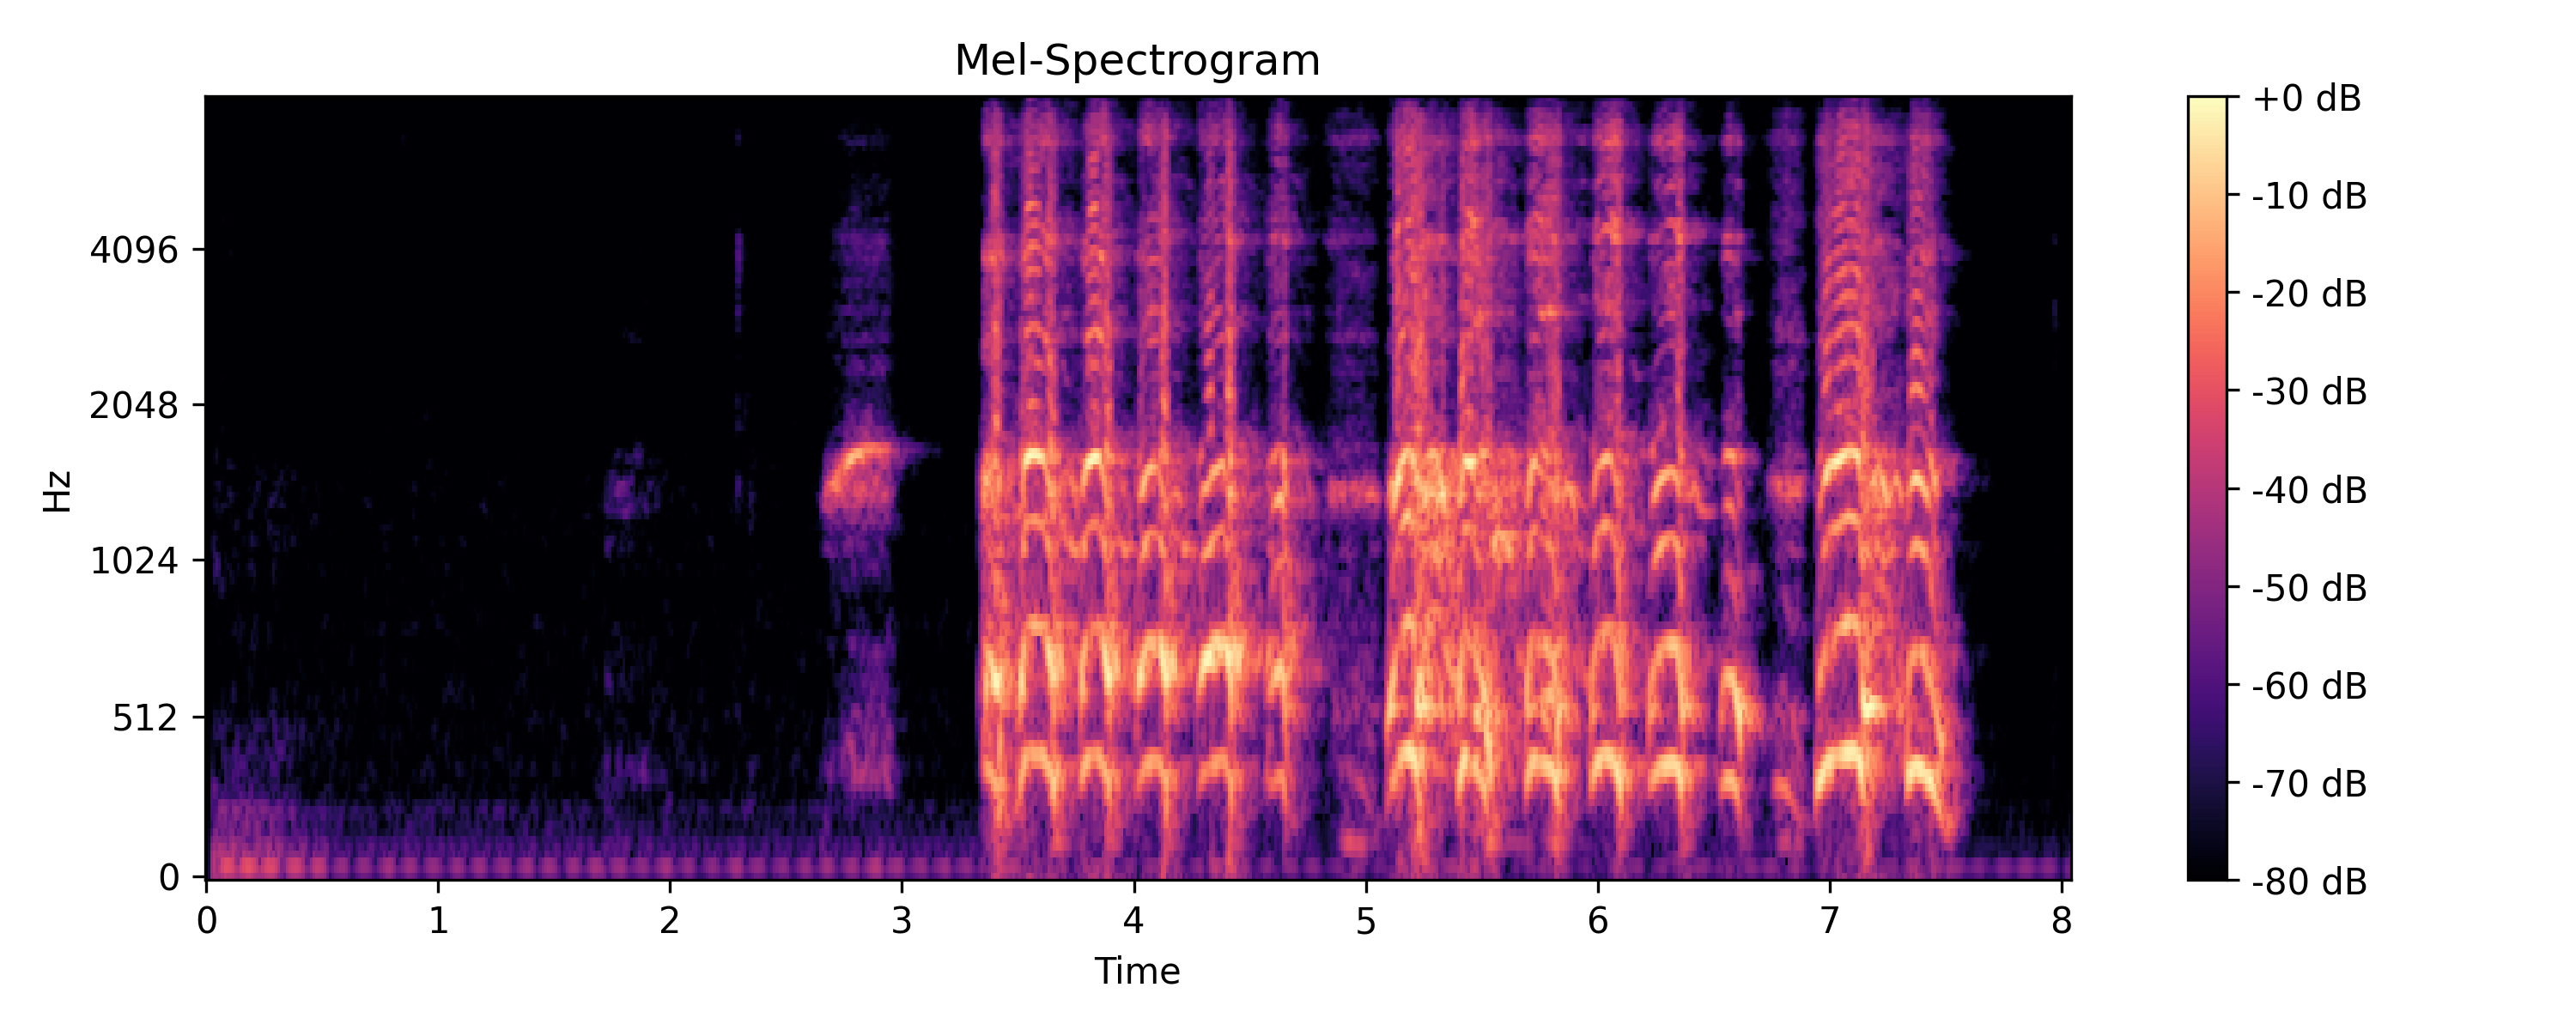 Mel-Spectrogram
+0 dB
4096
-10 dB
-20 dB
2048
-30 dB
Hz
-40 dB
1024
-50 dB
512
-60 dB
-70 dB
0
-80 dB
0 1 2 3 4 5 6 7 8
Time